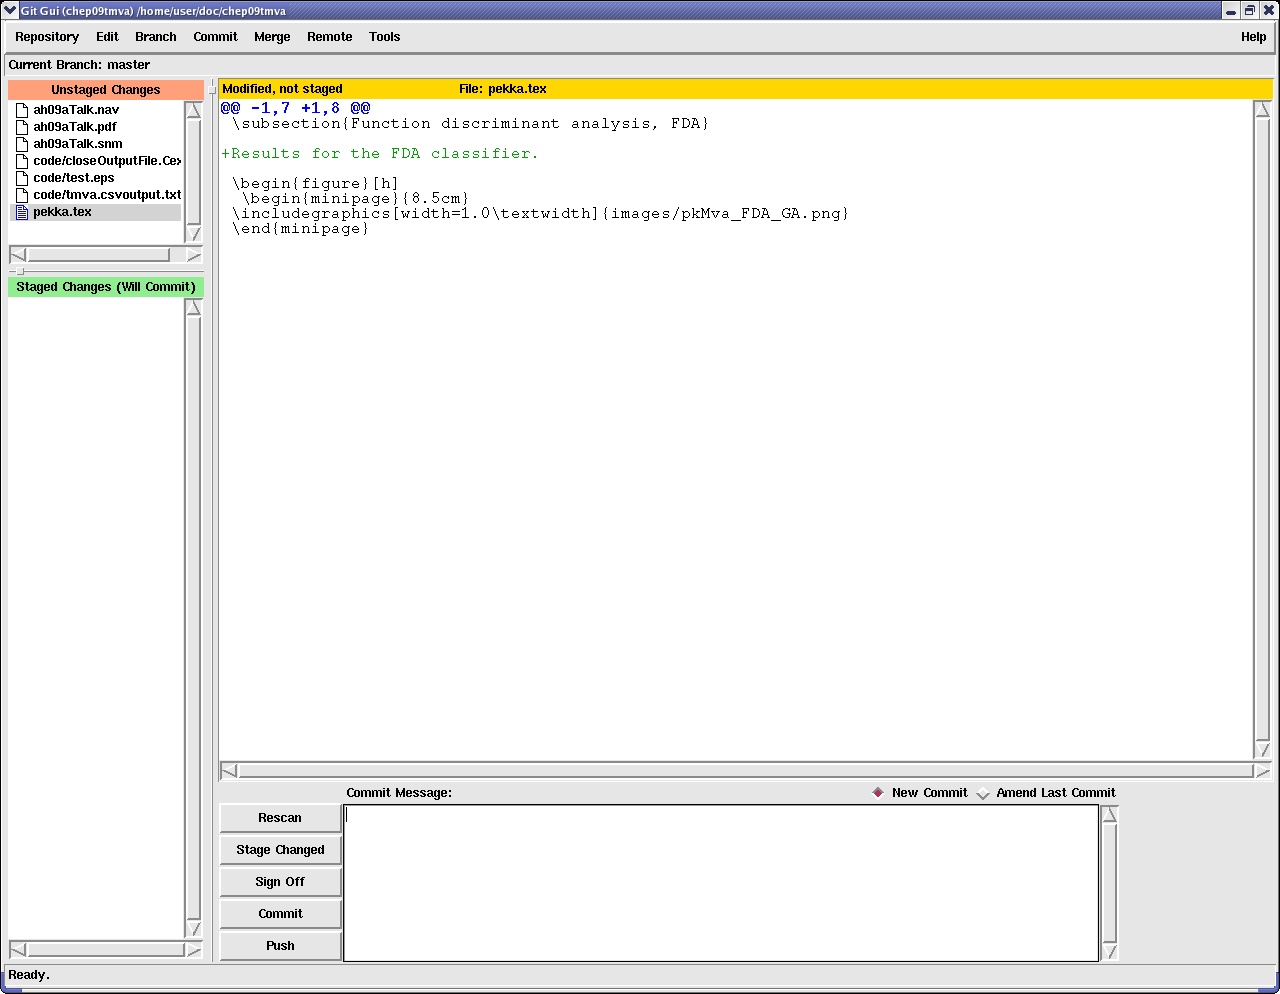 Git Gui (chep09tmva) /home/user/doc/chep09tmva
Repository Edit Branch Commit Merge Remote Tools Help
Current Branch: master
Unstaged Changes
ah09aTalk.nav
ah09aTalk.pdf
ah09aTalk.snm
code/closeOutputFile.Cex
code/test.eps
code/tmva.csvoutput.txt
pekka.tex
Staged Changes (Will Commit)
Modified, not staged File: pekka.tex
@@ -1,7 +1,8 @@
\subsection{Function discriminant analysis, FDA}
+Results for the FDA classifier.
\begin{figure}[h]
\begin{minipage}{8.5cm}
\includegraphics[width=1.0\textwidth]{images/pkMva_FDA_GA.png}
\end{minipage}
Commit Message: New Commit Amend Last Commit
Rescan
Stage Changed
Sign Off
Commit
Push
Ready.